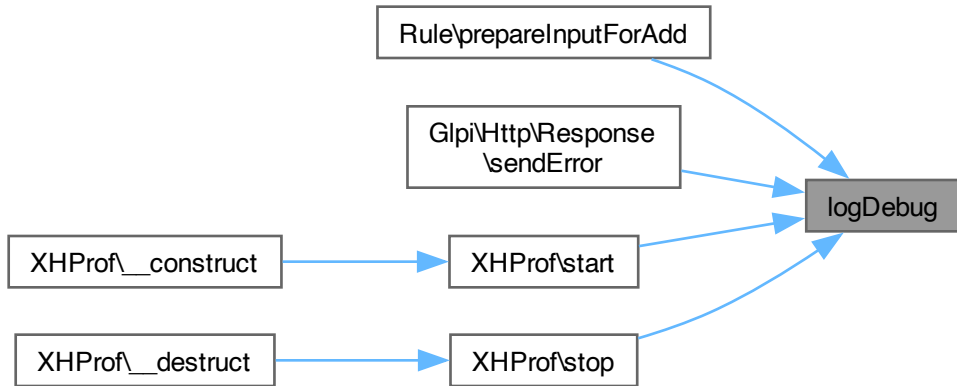 Rule\prepareInputForAdd
Glpi\Http\Response
\sendError
logDebug
XHProf\__construct
XHProf\start
XHProf\__destruct
XHProf\stop